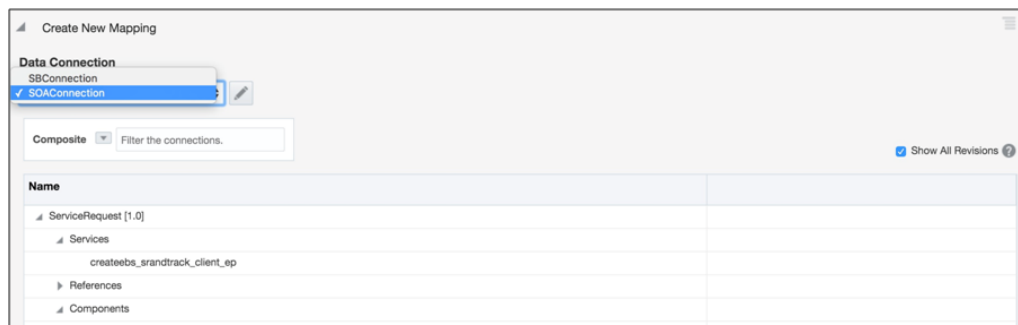 Create New Mapping
Data Connection
SBConnection
✓ SOAConnection
Composite Filter the connections.
Show All Revisions ?
Name
ServiceRequest [1.0]
Services
createebs_srandtrack_client_ep
References
Components